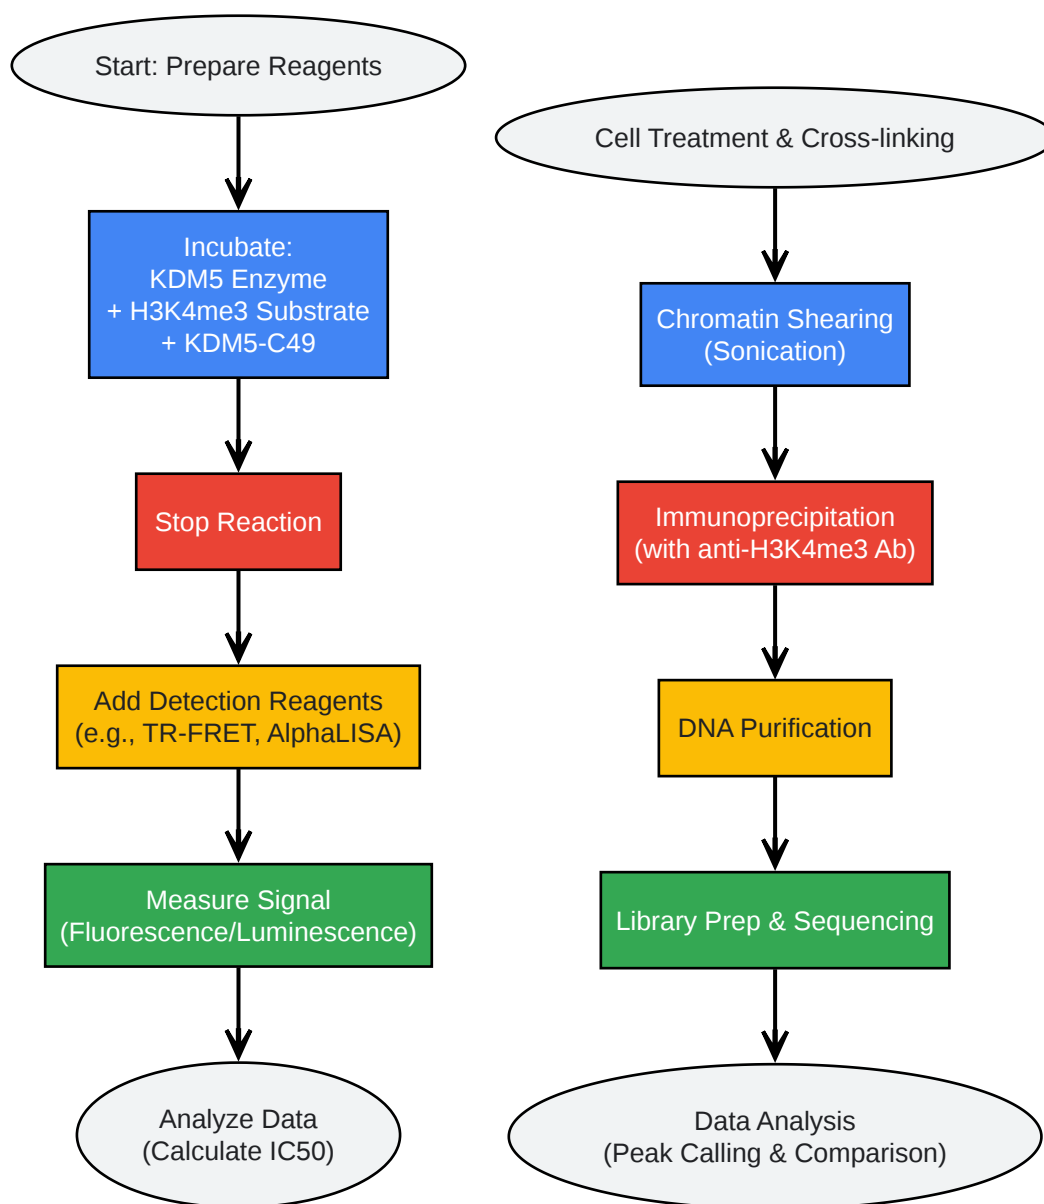 Start: Prepare Reagents
Incubate:
KDM5 Enzyme
+ H3K4me3 Substrate
+ KDM5-C49
Stop Reaction
Add Detection Reagents
(e.g., TR-FRET, AlphaLISA)
Measure Signal
(Fluorescence/Luminescence)
Analyze Data
(Calculate IC50)
Cell Treatment & Cross-linking
Chromatin Shearing
(Sonication)
Immunoprecipitation
(with anti-H3K4me3 Ab)
DNA Purification
Library Prep & Sequencing
Data Analysis
(Peak Calling & Comparison)